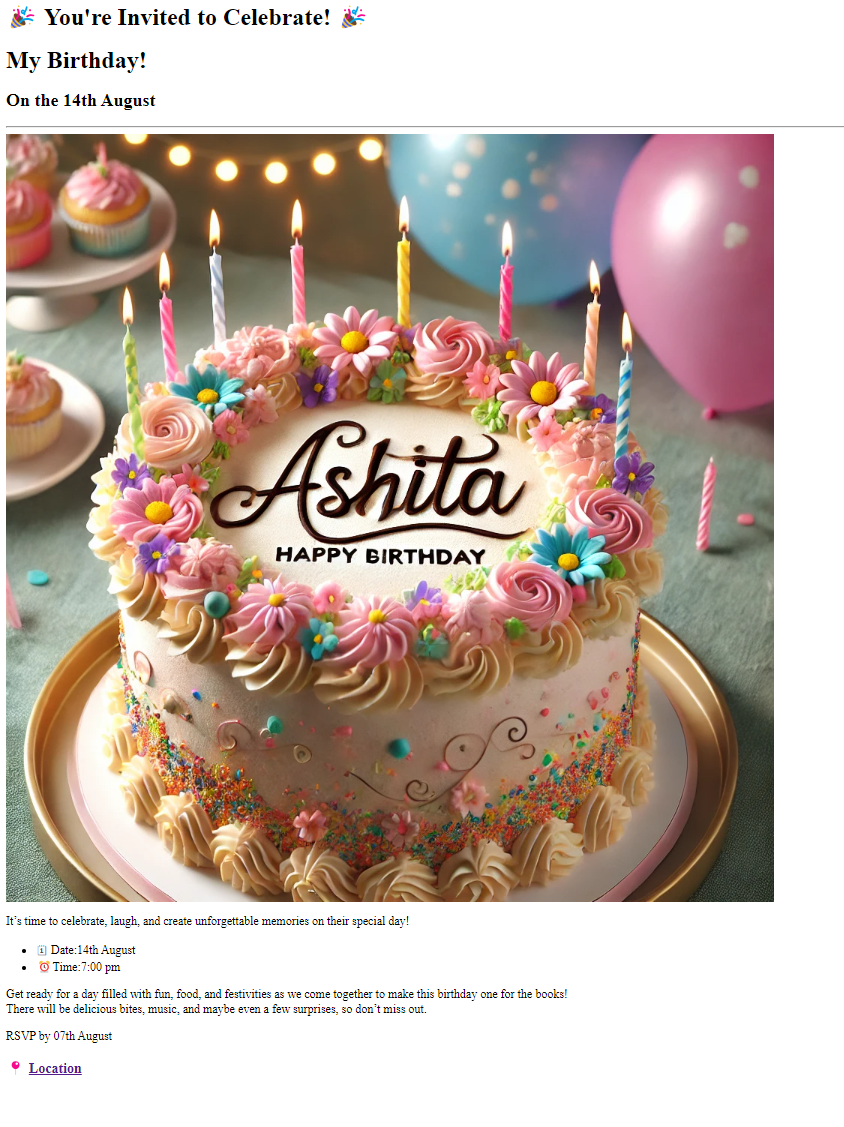 🎉 You're Invited to Celebrate! 🎉
My Birthday!
On the 14th August
Ashita
HAPPY BIRTHDAY
It’s time to celebrate, laugh, and create unforgettable memories on their special day!
• 🗓️ Date:14th August
• ⏰ Time:7:00 pm
Get ready for a day filled with fun, food, and festivities as we come together to make this birthday one for the books!
There will be delicious bites, music, and maybe even a few surprises, so don’t miss out.
RSVP by 07th August
📍 Location